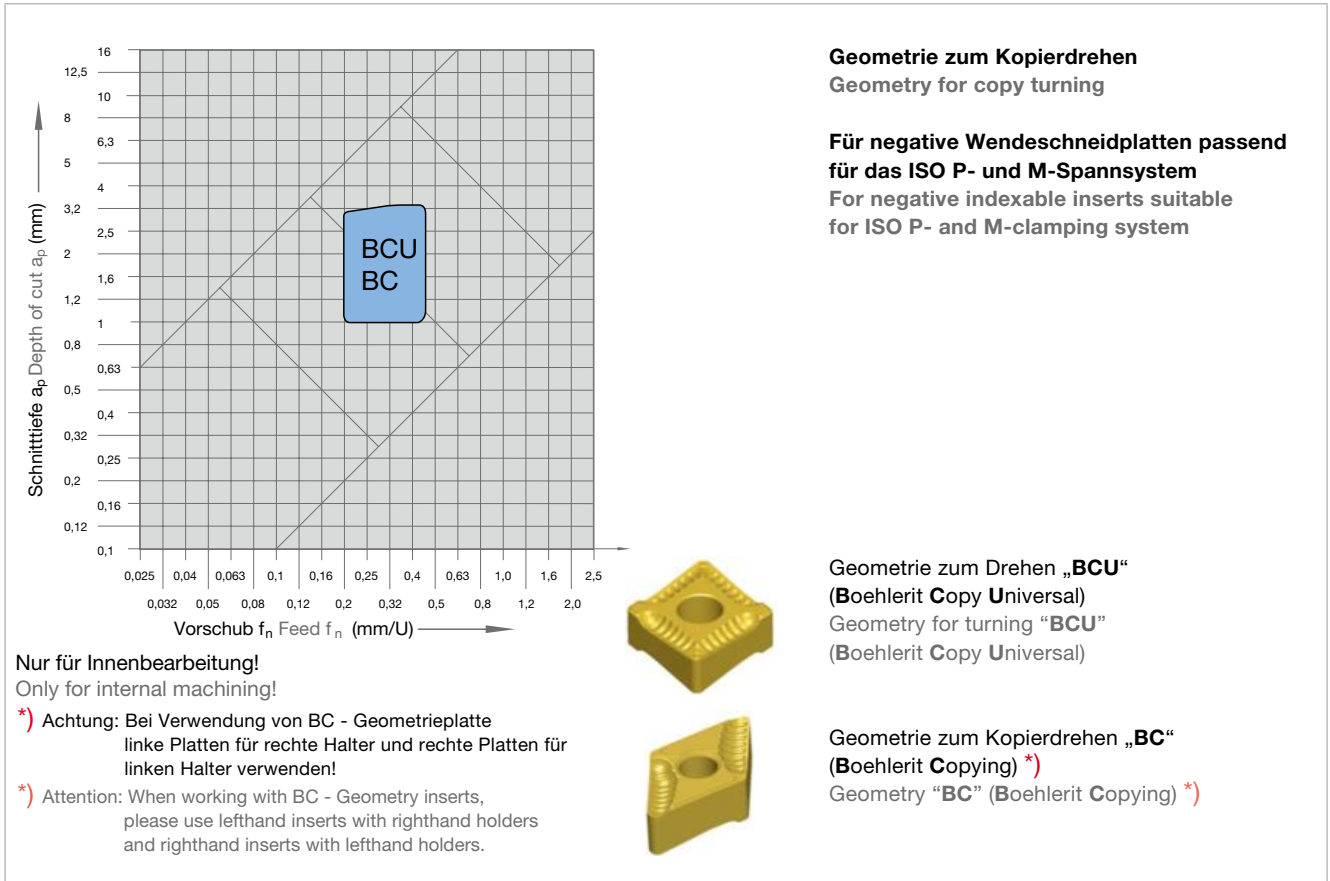 16
12,5
10
8
6,3
5
4
3,2
2,5
2
1,6
1,2
1
0,8
0,63
0,5
0,4
0,32
0,25
0,2
0,16
0,12
0,1
Schnitttiefe ap Depth of cut ap (mm)
BCU
BC
0,025 0,04 0,063 0,1 0,16 0,25 0,4 0,63 1,0 1,6 2,5
0,032 0,05 0,08 0,12 0,2 0,32 0,5 0,8 1,2 2,0
Vorschub fn Feed fn (mm/U)
Nur für Innenbearbeitung!
Only for internal machining!
*) Achtung: Bei Verwendung von BC - Geometrieplatte
linke Platten für rechte Halter und rechte Platten für
linken Halter verwenden!
*) Attention: When working with BC - Geometry inserts,
please use lefthand inserts with righthand holders
and righthand inserts with lefthand holders.
Geometrie zum Kopierdrehen
Geometry for copy turning
Für negative Wendeschneidplatten passend
für das ISO P- und M-Spannsystem
For negative indexable inserts suitable
for ISO P- and M-clamping system
Geometrie zum Drehen „BCU“
(Boehlerit Copy Universal)
Geometry for turning “BCU”
(Boehlerit Copy Universal)
Geometrie zum Kopierdrehen „BC“
(Boehlerit Copying) *)
Geometry “BC” (Boehlerit Copying) *)